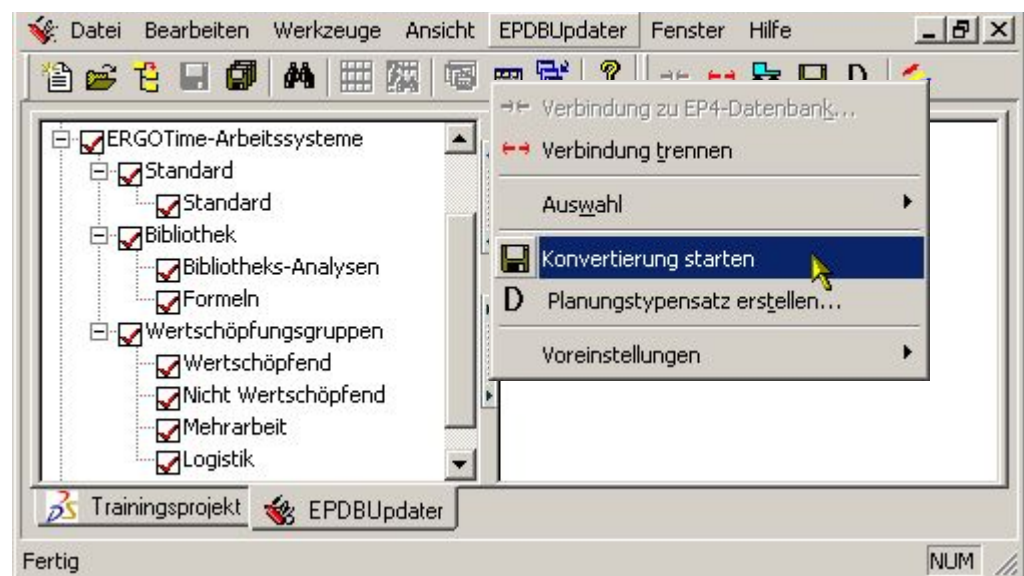 Datei Bearbeiten Werkzeuge Ansicht EPDBUpdater Fenster Hilfe
Verbindung zu EP4-Datenbank...
Verbindung trennen
Auswahl
Konvertierung starten
D Planungstypensatz erstellen...
Voreinstellungen
ERGOTime-Arbeitssysteme
Standard
Standard
Bibliothek
Bibliotheks-Analysen
Formeln
Wertschöpfungsgruppen
Wertschöpfend
Nicht Wertschöpfend
Mehrarbeit
Logistik
Trainingsprojekt EPDBUpdater
Fertig NUM